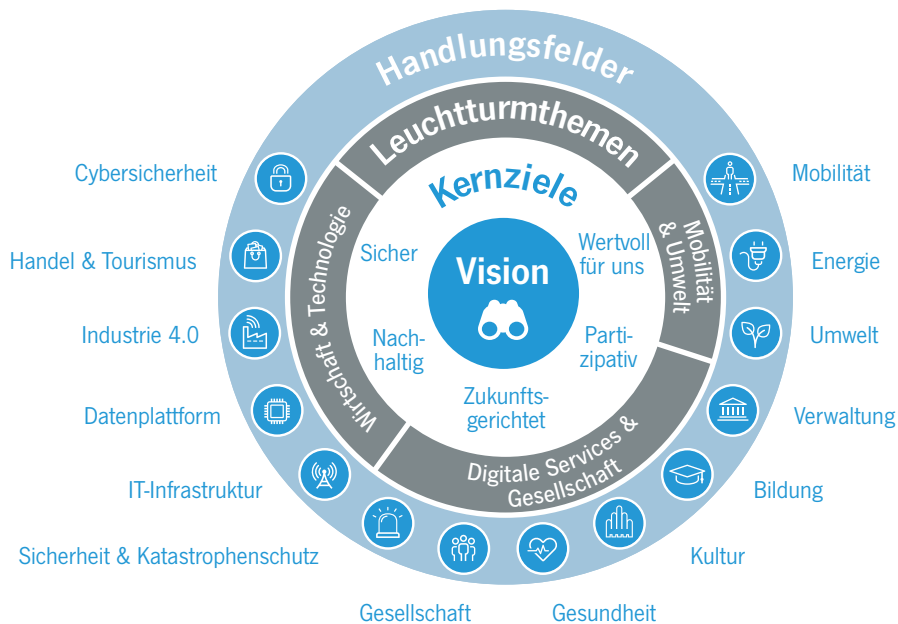 Handlungsfelder
Leuchtturmthemen
Kernziele
Vision
Sicher
Wertvoll
für uns
Nach-
haltig
Parti-
zipativ
Zukunfts-
gerichtet
Wirtschaft & Technologie
Mobilität
& Umwelt
Digitale Services &
Gesellschaft
Cybersicherheit
Handel & Tourismus
Industrie 4.0
Datenplattform
IT-Infrastruktur
Sicherheit & Katastrophenschutz
Gesellschaft
Gesundheit
Kultur
Bildung
Verwaltung
Umwelt
Energie
Mobilität